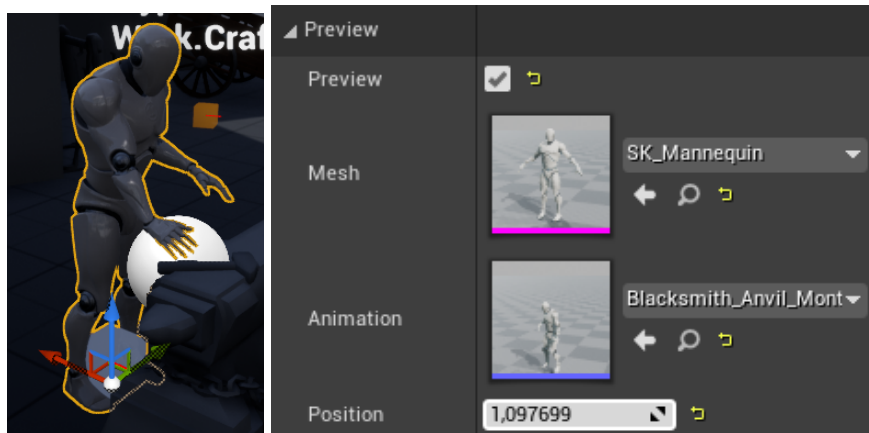 Work.Craf
Preview
Preview
Mesh
SK_Mannequin
Animation
Blacksmith_Anvil_Mont
Position
1,097699